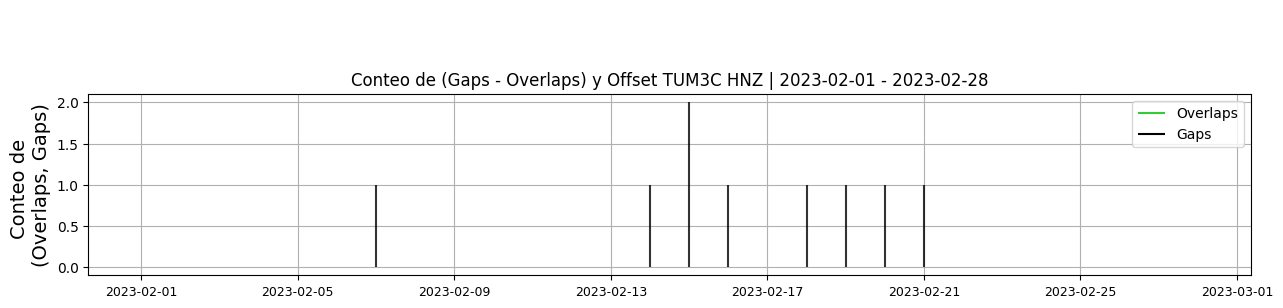 Conteo de (Gaps - Overlaps) y Offset TUM3C HNZ | 2023-02-01 - 2023-02-28
Conteo de
(Overlaps, Gaps)
2.0
1.5
1.0
0.5
0.0
Overlaps
Gaps
2023-02-01
2023-02-05
2023-02-09
2023-02-13
2023-02-17
2023-02-21
2023-02-25
2023-03-01